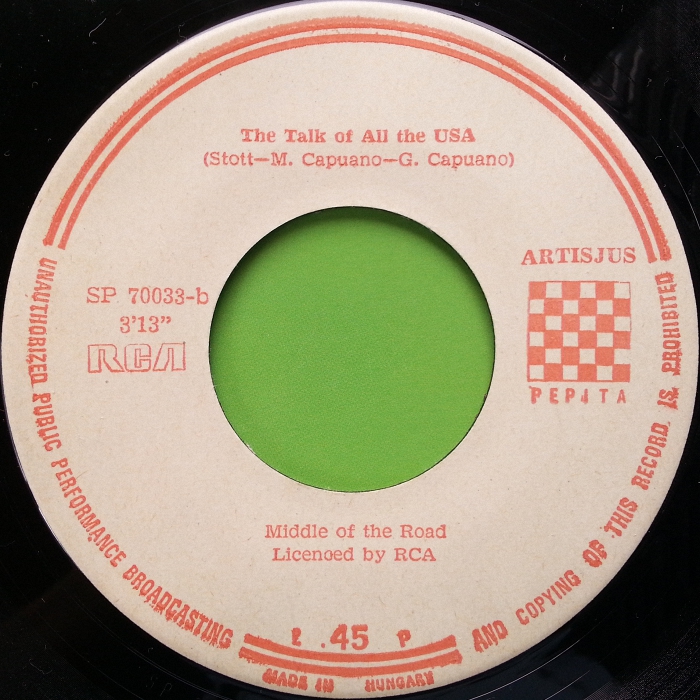 The Talk of All the USA
(Stott—M. Capuano—G. Capuano)
ARTISJUS
SP 70033-b
3'13"
RCA
PEPITA
Middle of the Road
Licenced by RCA
UNAUTHORIZED PUBLIC PERFORMANCE BROADCASTING AND COPYING OF THIS RECORD IS PROHIBITED
.45 P
MADE IN HUNGARY